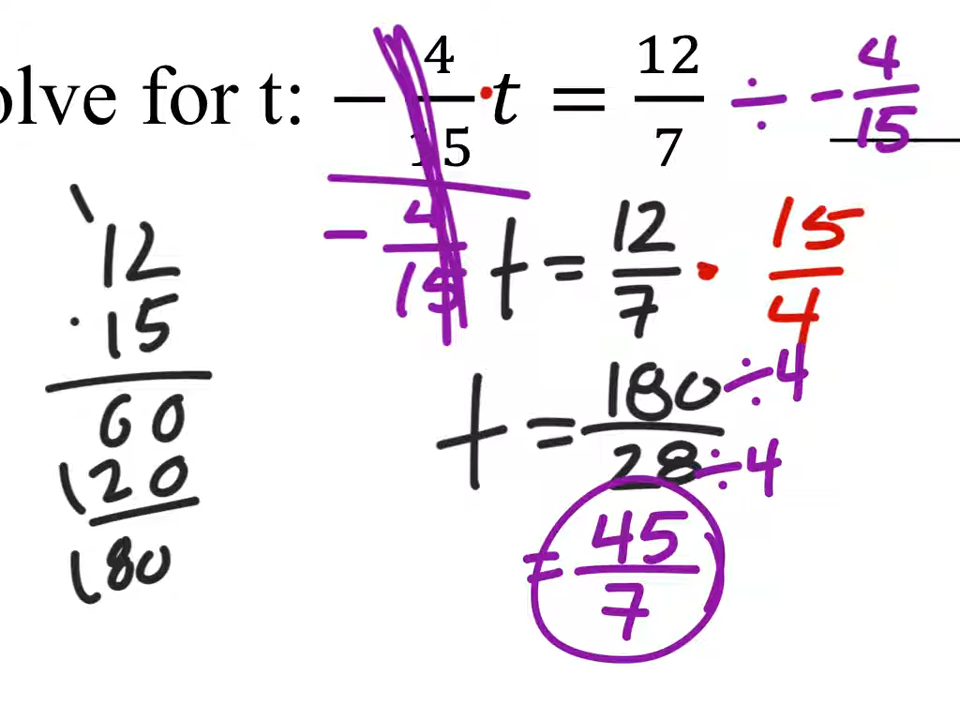 olve for t: − 4/15 · t = 12/7 ÷ − 4/15
− 4/15
t = 12/7 · 15/4
t = 180/28 ÷4 ÷4
= 45/7
1
12
· 15
60
120
180